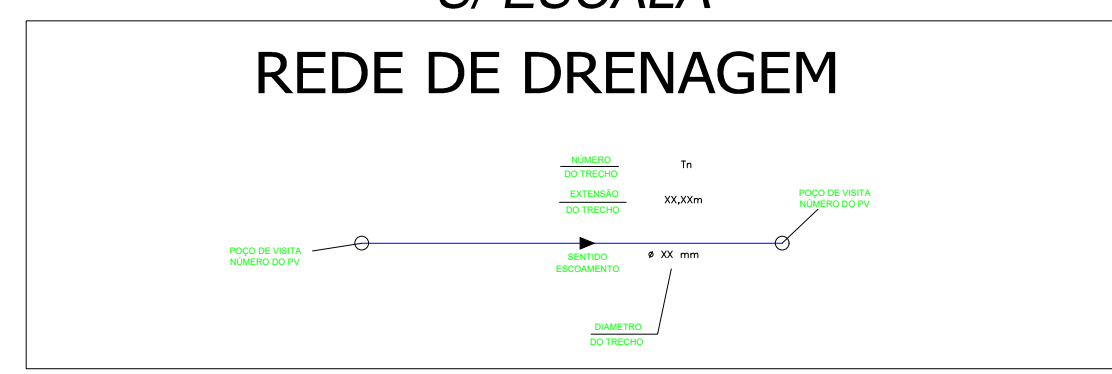 S/ ESCALA
REDE DE DRENAGEM
NÚMERO
DO TRECHO
Tn
EXTENSÃO
DO TRECHO
XX,XXm
POÇO DE VISITA
NÚMERO DO PV
POÇO DE VISITA
NÚMERO DO PV
SENTIDO
ESCOAMENTO
ø XX mm
DIAMETRO
DO TRECHO